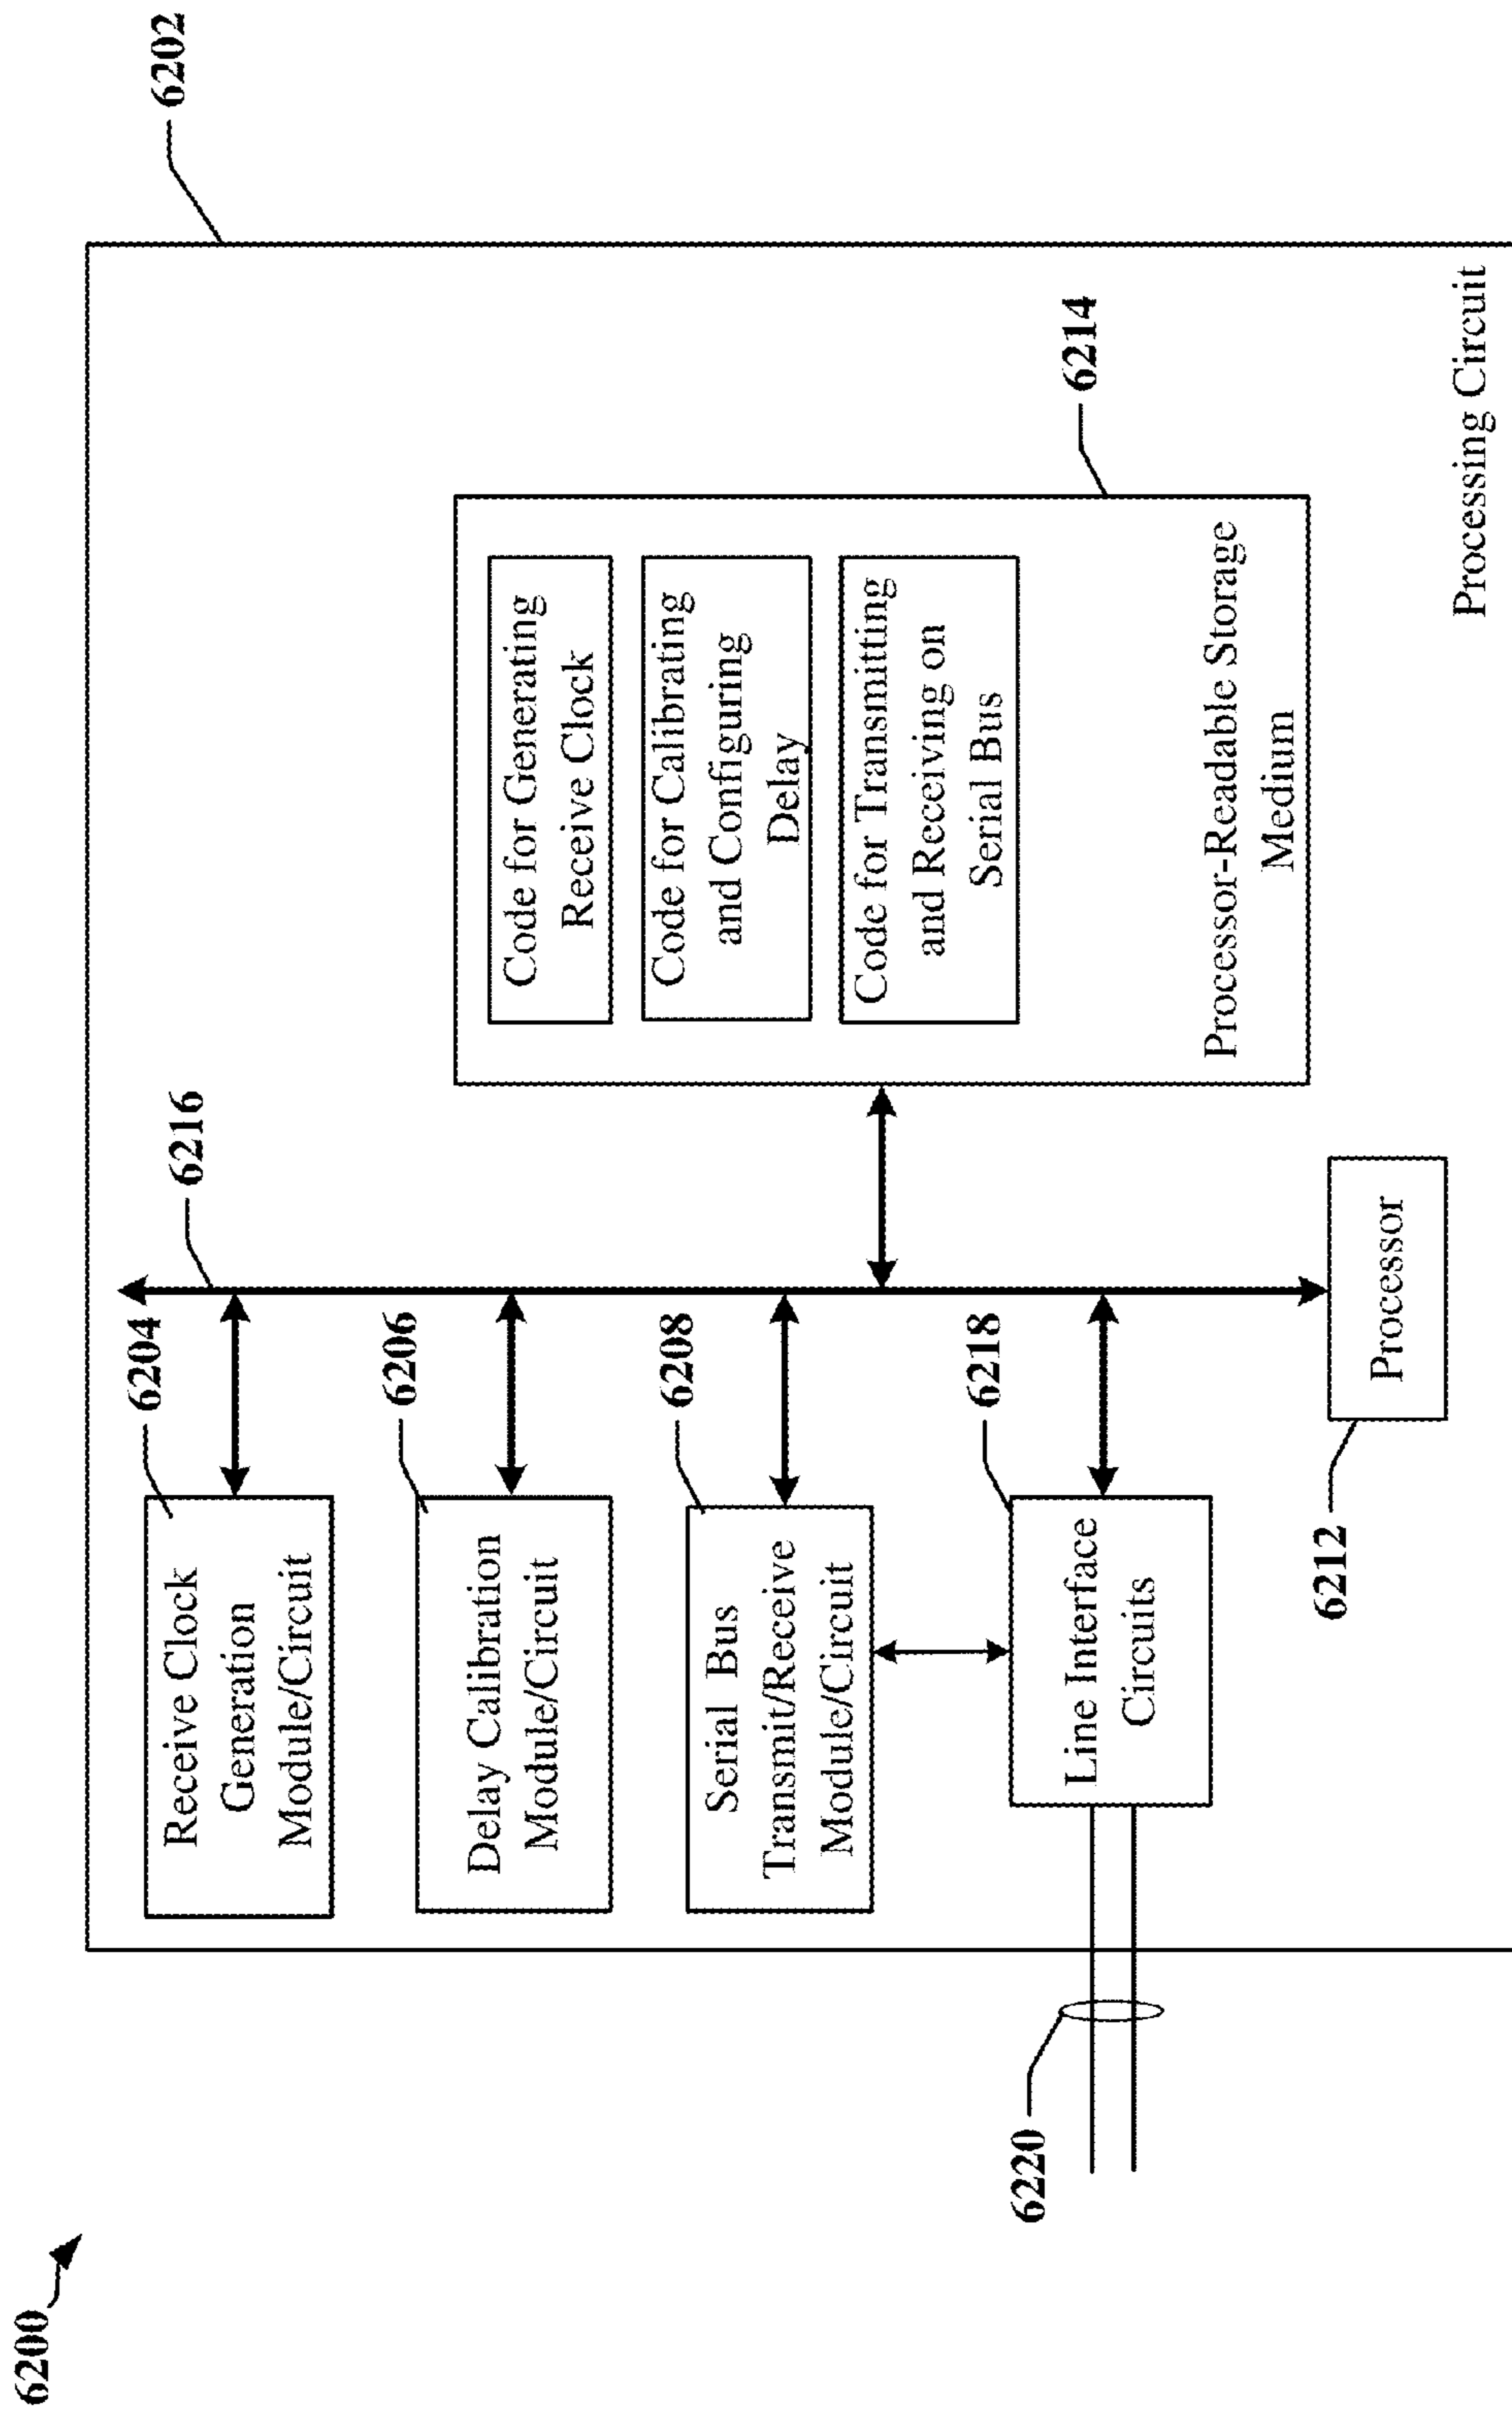 6200
6202
6216
6204
Receive Clock
Generation
Module/Circuit
6206
Delay Calibration
Module/Circuit
6208
Serial Bus
Transmit/Receive
Module/Circuit
6218
Line Interface
Circuits
6220
6212
Processor
6214
Code for Generating
Receive Clock
Code for Calibrating
and Configuring
Delay
Code for Transmitting
and Receiving on
Serial Bus
Processor-Readable Storage
Medium
Processing Circuit